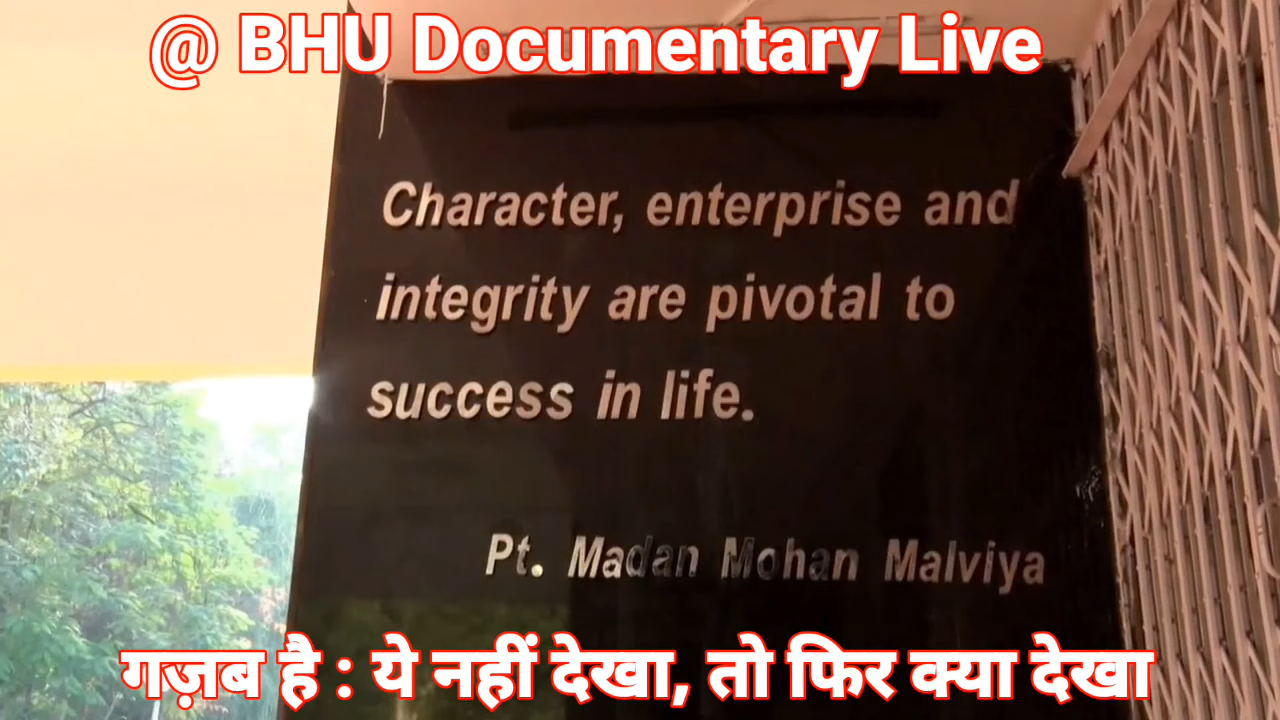 @ BHU Documentary Live
Character, enterprise and
integrity are pivotal to
success in life.
Pt. Madan Mohan Malviya
गज़ब है : ये नहीं देखा, तो फिर क्या देखा